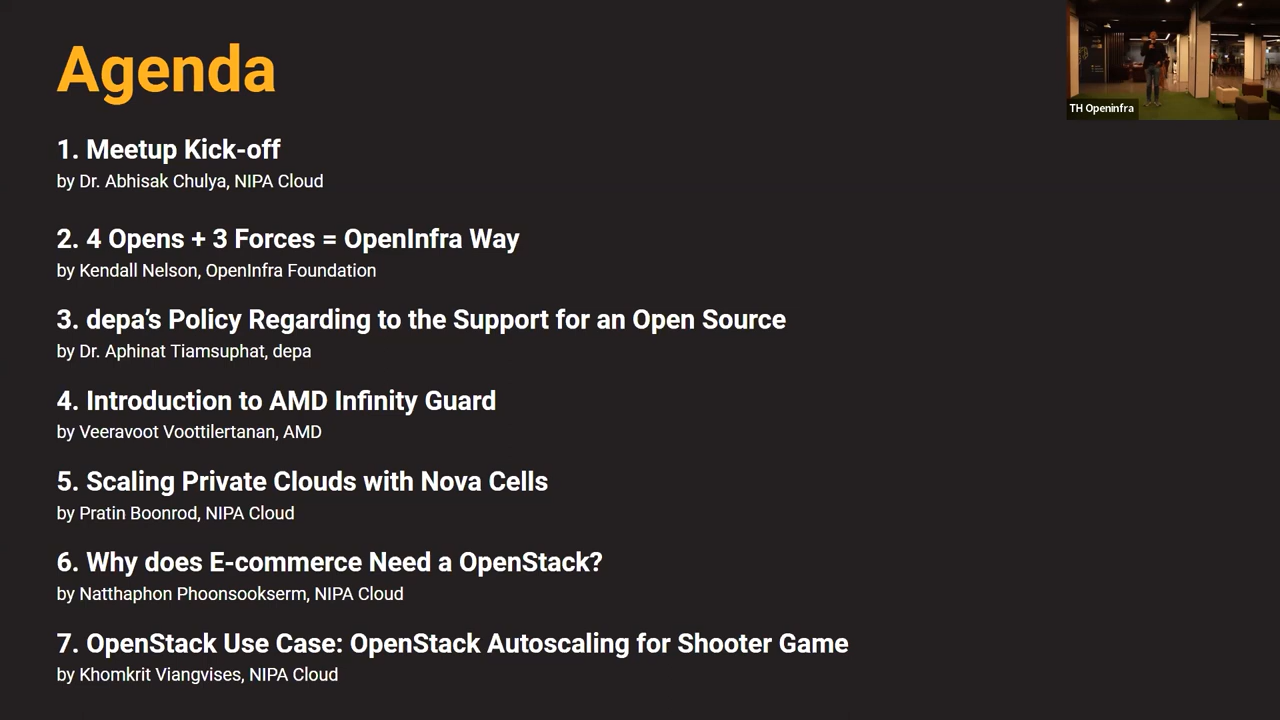 Agenda
TH Openinfra
1. Meetup Kick-off
by Dr. Abhisak Chulya, NIPA Cloud
2. 4 Opens + 3 Forces = OpenInfra Way
by Kendall Nelson, OpenInfra Foundation
3. depa’s Policy Regarding to the Support for an Open Source
by Dr. Aphinat Tiamsuphat, depa
4. Introduction to AMD Infinity Guard
by Veeravoot Voottilertanan, AMD
5. Scaling Private Clouds with Nova Cells
by Pratin Boonrod, NIPA Cloud
6. Why does E-commerce Need a OpenStack?
by Natthaphon Phoonsookserm, NIPA Cloud
7. OpenStack Use Case: OpenStack Autoscaling for Shooter Game
by Khomkrit Viangvises, NIPA Cloud